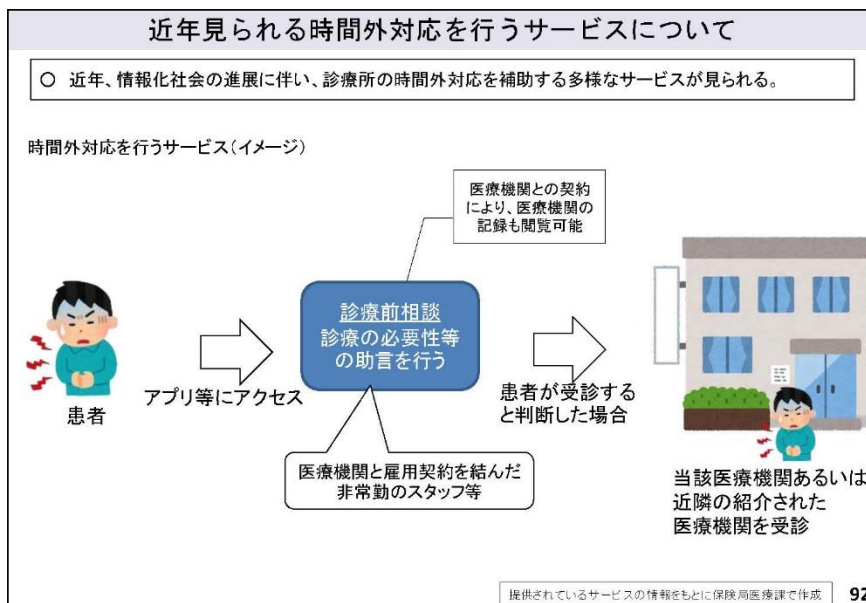 近年見られる時間外対応を行うサービスについて
○ 近年、情報化社会の進展に伴い、診療所の時間外対応を補助する多様なサービスが見られる。
時間外対応を行うサービス(イメージ)
医療機関との契約
により、医療機関の
記録も閲覧可能
診療前相談
診療の必要性等
の助言を行う
患者
アプリ等にアクセス
患者が受診する
と判断した場合
医療機関と雇用契約を結んだ
非常勤のスタッフ等
当該医療機関あるいは
近隣の紹介された
医療機関を受診
提供されているサービスの情報をもとに保険局医療課で作成
92